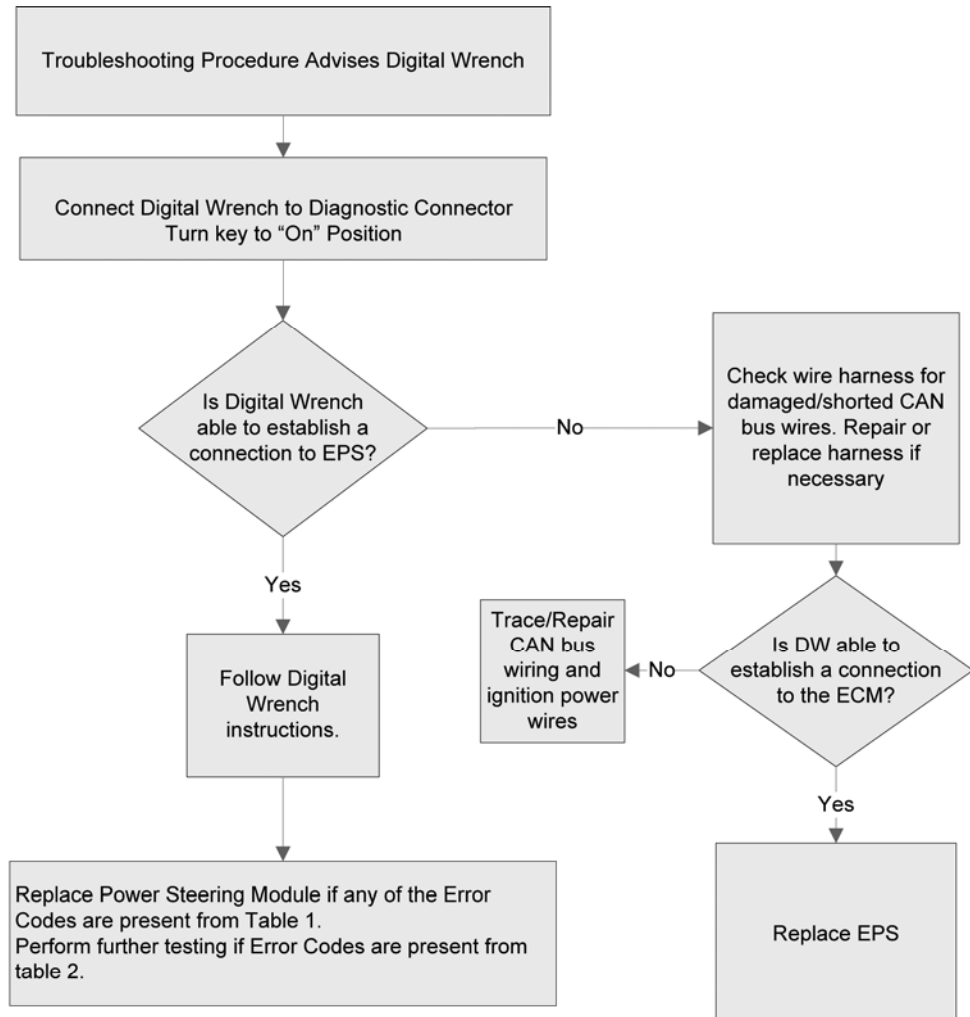 Troubleshooting Procedure Advises Digital Wrench
Connect Digital Wrench to Diagnostic Connector
Turn key to “On” Position
Is Digital Wrench
able to establish a
connection to EPS?
No
Check wire harness for
damaged/shorted CAN
bus wires. Repair or
replace harness if
necessary
Yes
Follow Digital
Wrench
instructions.
Is DW able to
establish a connection
to the ECM?
No
Trace/Repair
CAN bus
wiring and
ignition power
wires
Yes
Replace Power Steering Module if any of the Error
Codes are present from Table 1.
Perform further testing if Error Codes are present from
table 2.
Replace EPS